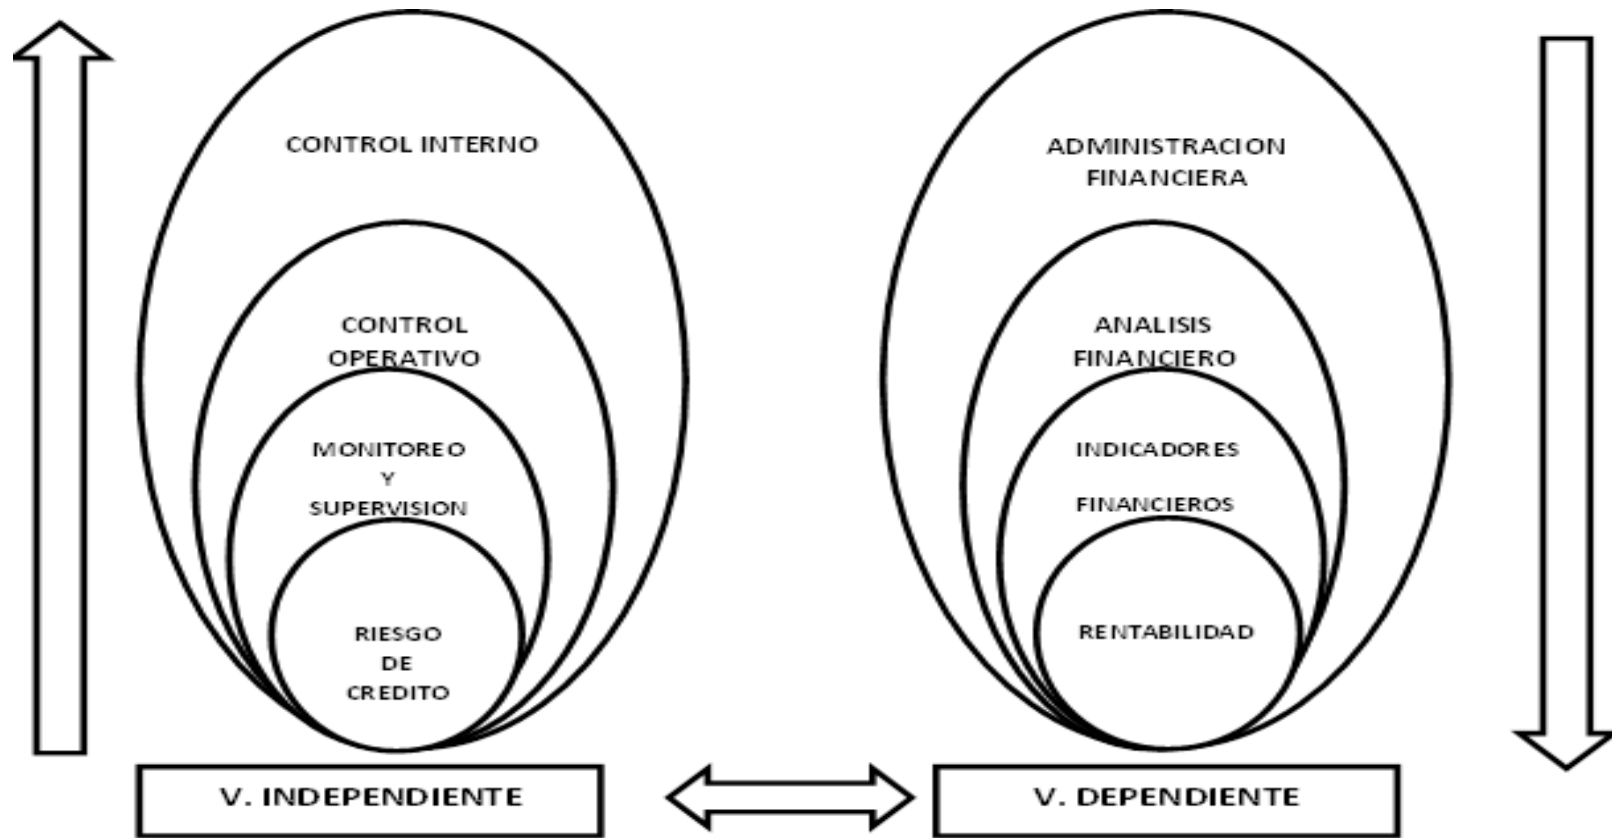 CONTROL INTERNO
CONTROL
OPERATIVO
MONITOREO
Y
SUPERVISION
RIESGO
DE
CREDITO
V. INDEPENDIENTE
ADMINISTRACION
FINANCIERA
ANALISIS
FINANCIERO
INDICADORES
FINANCIEROS
RENTABILIDAD
V. DEPENDIENTE